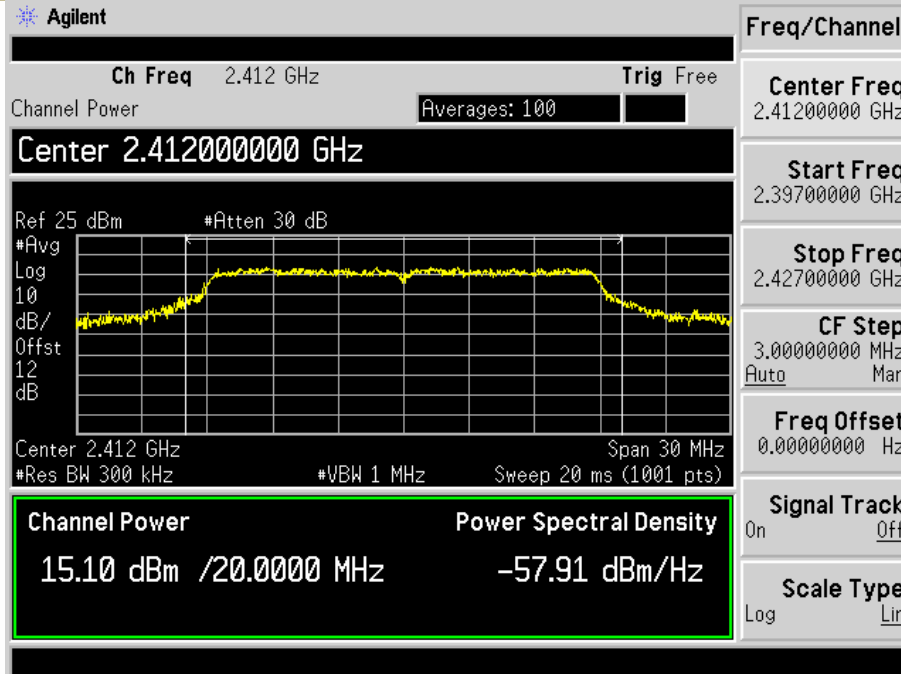 Agilent
Ch Freq 2.412 GHz Trig Free
Channel Power Averages: 100
Center 2.412000000 GHz
Ref 25 dBm #Atten 30 dB
#Avg
Log
10
dB/
Offst
12
dB
Center 2.412 GHz Span 30 MHz
#Res BW 300 kHz #VBW 1 MHz Sweep 20 ms (1001 pts)
Channel Power Power Spectral Density
15.10 dBm /20.0000 MHz -57.91 dBm/Hz
Freq/Channel
Center Freq
2.41200000 GHz
Start Freq
2.39700000 GHz
Stop Freq
2.42700000 GHz
CF Step
3.00000000 MHz
Auto Man
Freq Offset
0.00000000 Hz
Signal Track
On Off
Scale Type
Log Lin